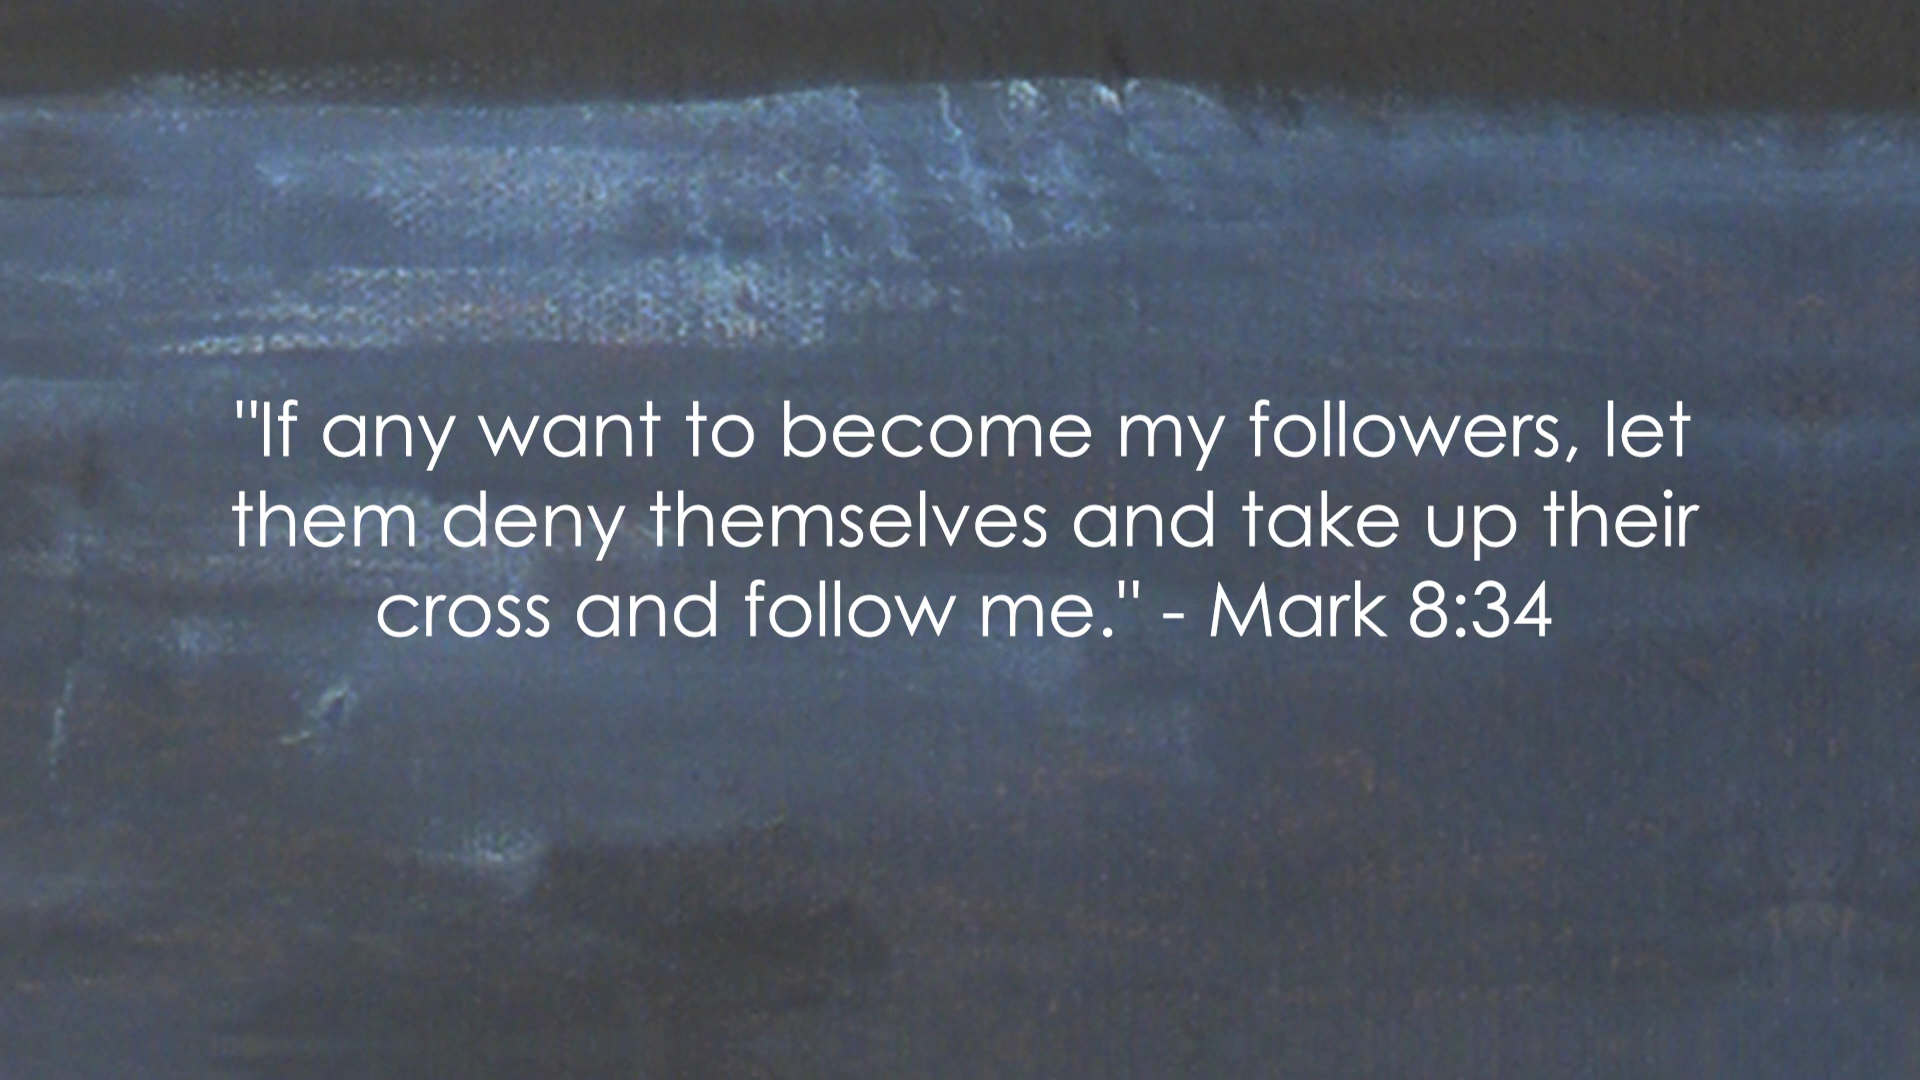 "If any want to become my followers, let
them deny themselves and take up their
cross and follow me." - Mark 8:34